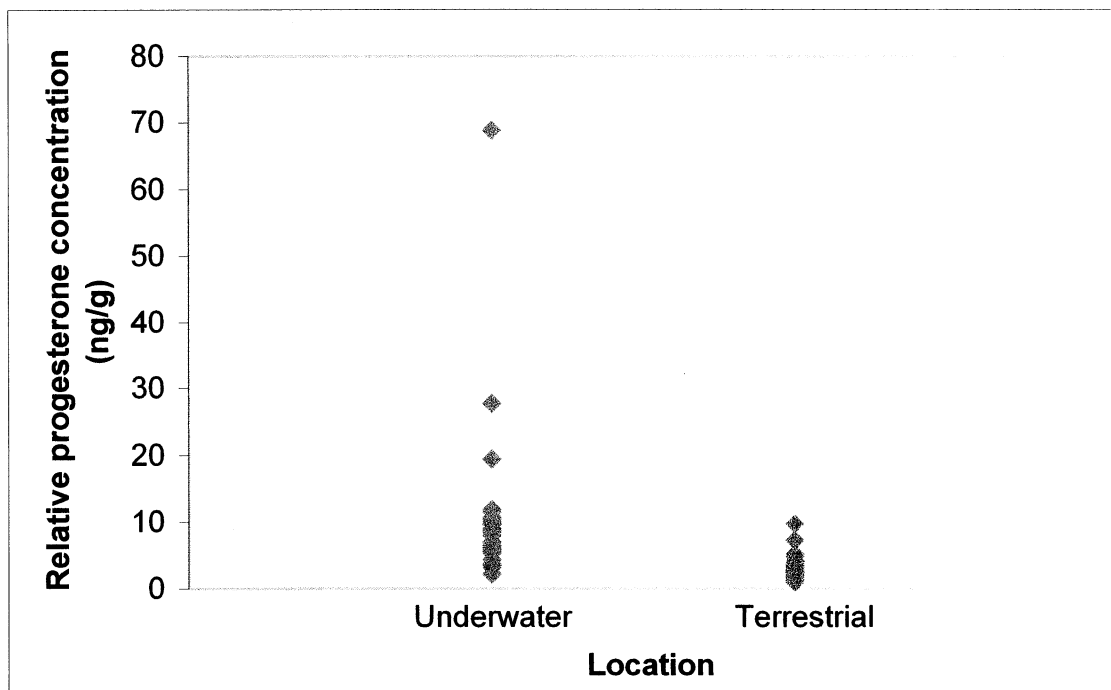 Relative progesterone concentration
(ng/g)
80
70
60
50
40
30
20
10
0
Underwater Terrestrial
Location